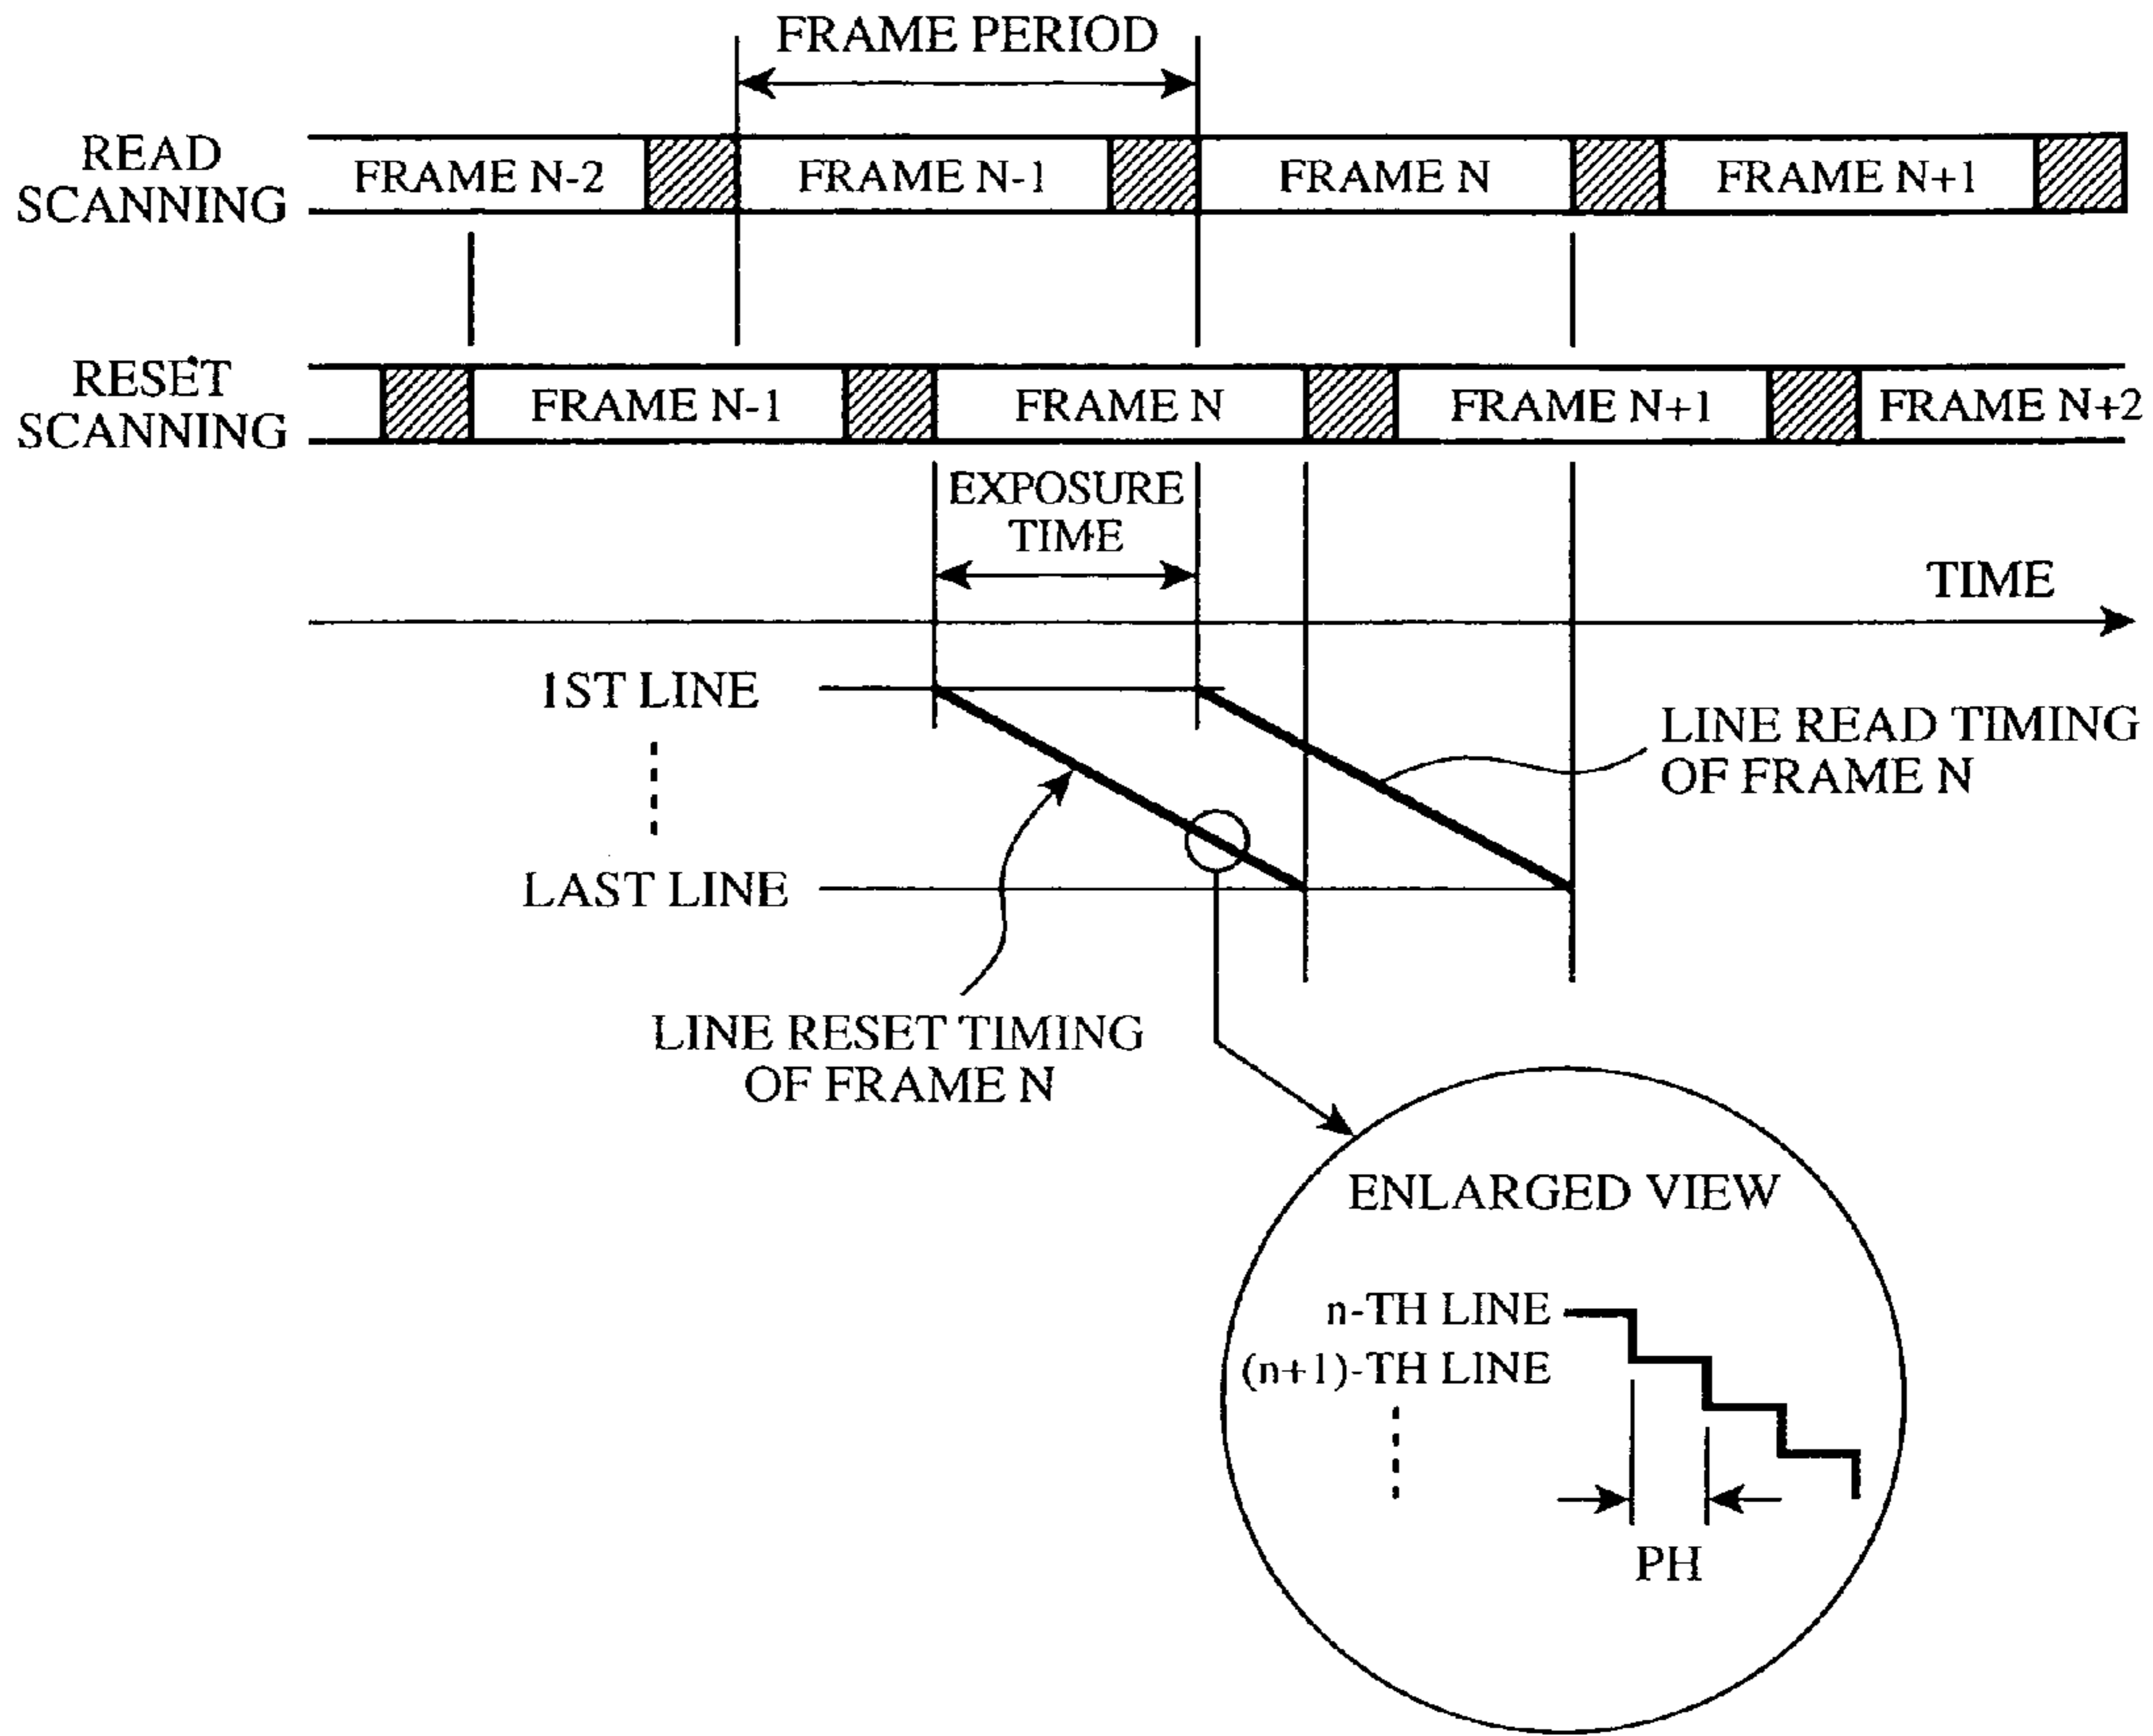 FRAME PERIOD
READ
SCANNING
FRAME N-2
FRAME N-1
FRAME N
FRAME N+1
RESET
SCANNING
FRAME N-1
FRAME N
FRAME N+1
FRAME N+2
EXPOSURE
TIME
TIME
1ST LINE
LINE READ TIMING
OF FRAME N
LAST LINE
LINE RESET TIMING
OF FRAME N
ENLARGED VIEW
n-TH LINE
(n+1)-TH LINE
PH